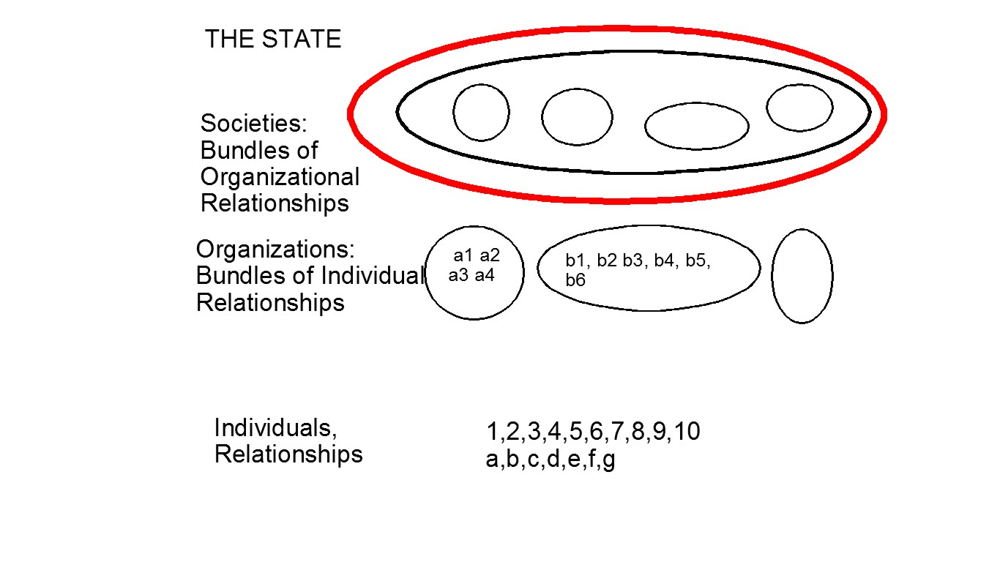 THE STATE
Societies:
Bundles of
Organizational
Relationships
Organizations:
Bundles of Individual
Relationships
a1 a2
a3 a4
b1, b2 b3, b4, b5,
b6
Individuals,
Relationships
1,2,3,4,5,6,7,8,9,10
a,b,c,d,e,f,g